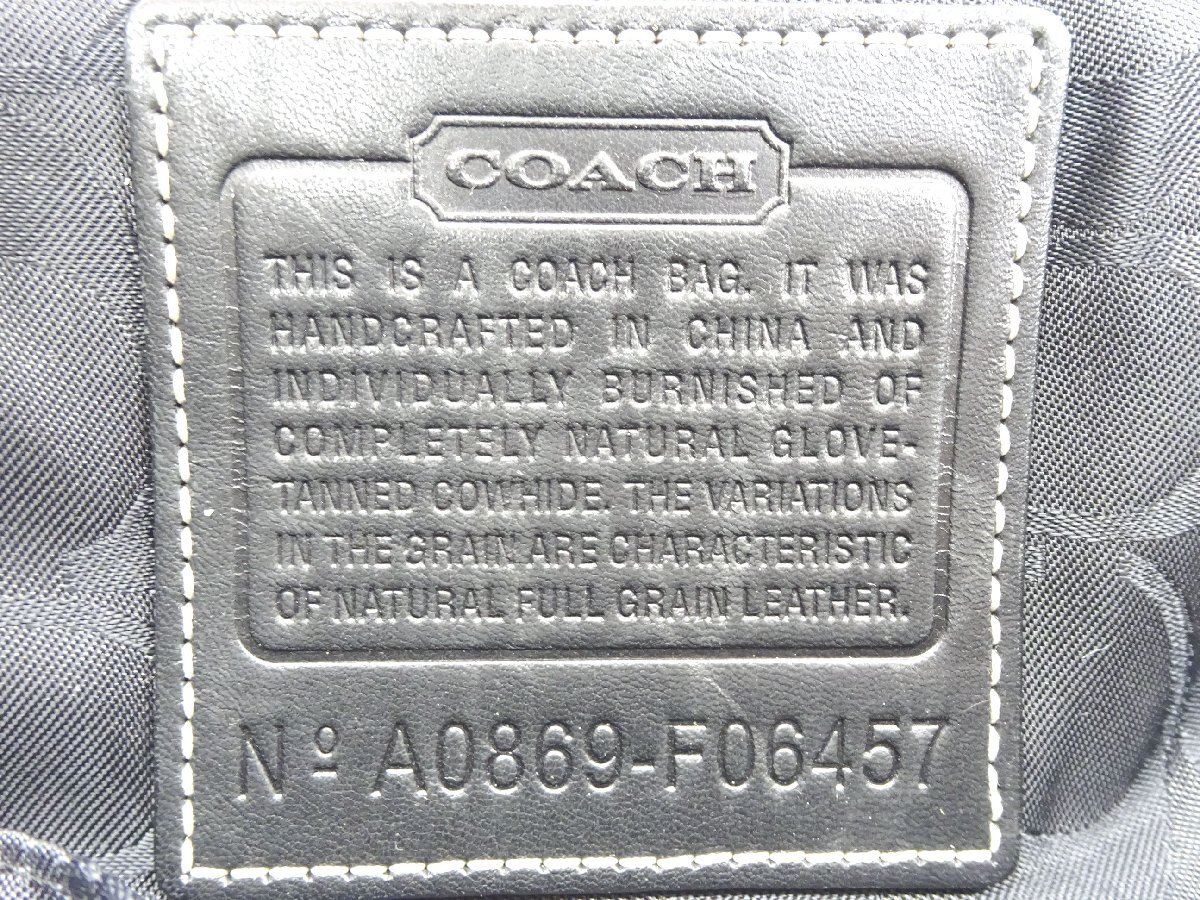 COACH
THIS IS A COACH BAG. IT WAS
HANDCRAFTED IN CHINA AND
INDIVIDUALLY BURNISHED OF
COMPLETELY NATURAL GLOVE-
TANNED COWHIDE. THE VARIATIONS
IN THE GRAIN ARE CHARACTERISTIC
OF NATURAL FULL GRAIN LEATHER.
Nº A0869-F06457